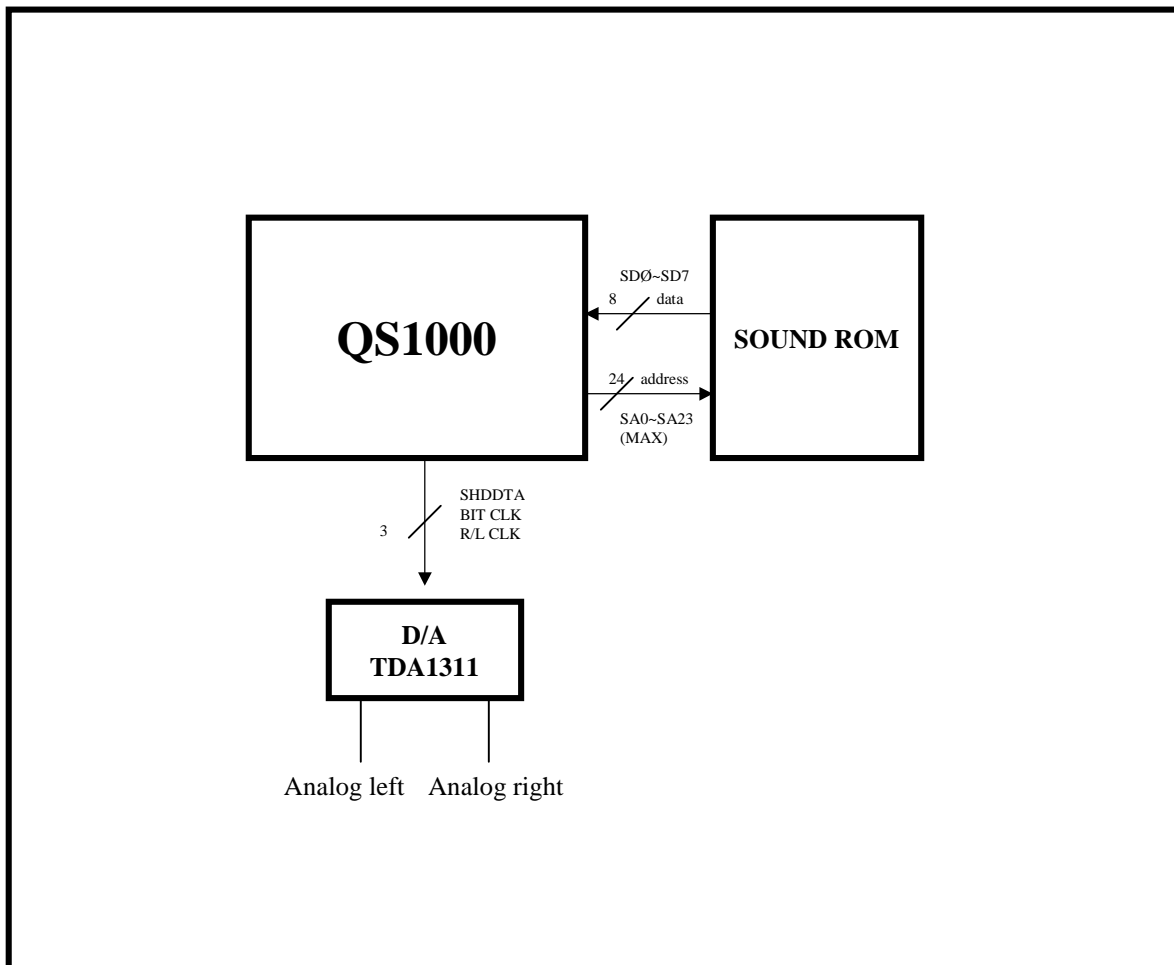 QS1000
SDØ~SD7
8 data
24 address
SA0~SA23
(MAX)
SOUND ROM
3
SHDDTA
BIT CLK
R/L CLK
D/A
TDA1311
Analog left
Analog right